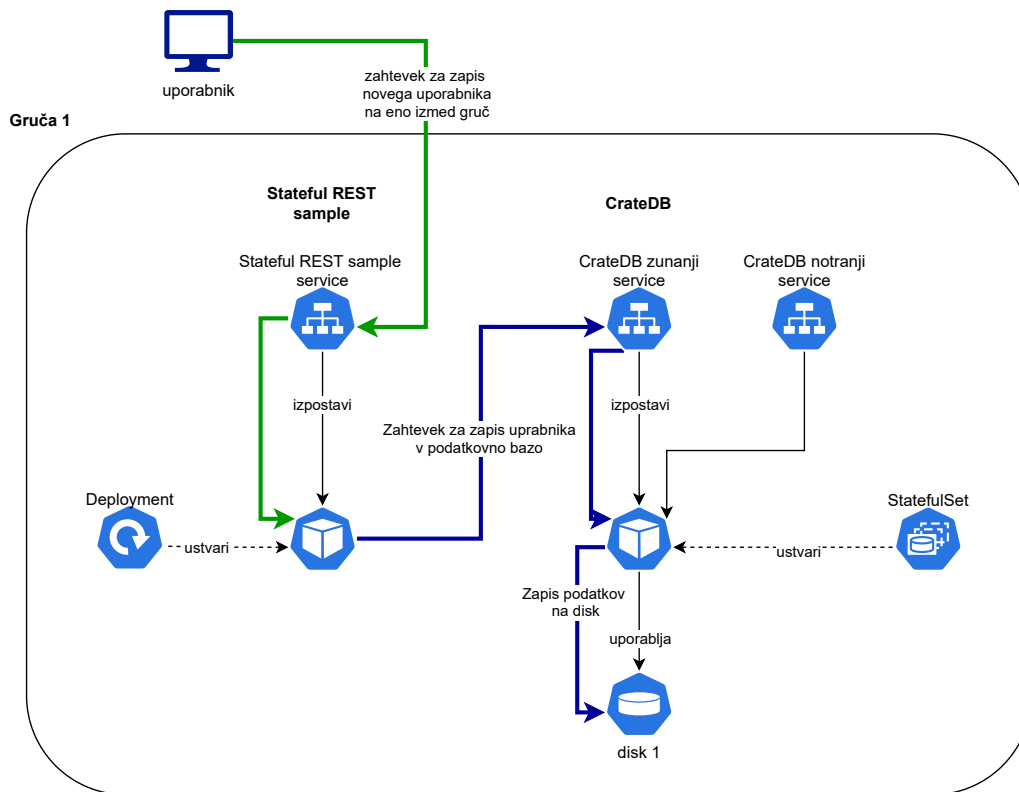 uporabnik
zahtevek za zapis
novega uporabnika
na eno izmed gruč
Gruča 1
Stateful REST
sample
CrateDB
Stateful REST sample
service
CrateDB zunanji
service
CrateDB notranji
service
izpostavi
izpostavi
Zahtevek za zapis uprabnika
v podatkovno bazo
Deployment
StatefulSet
ustvari
ustvari
Zapis podatkov
na disk
uporablja
disk 1